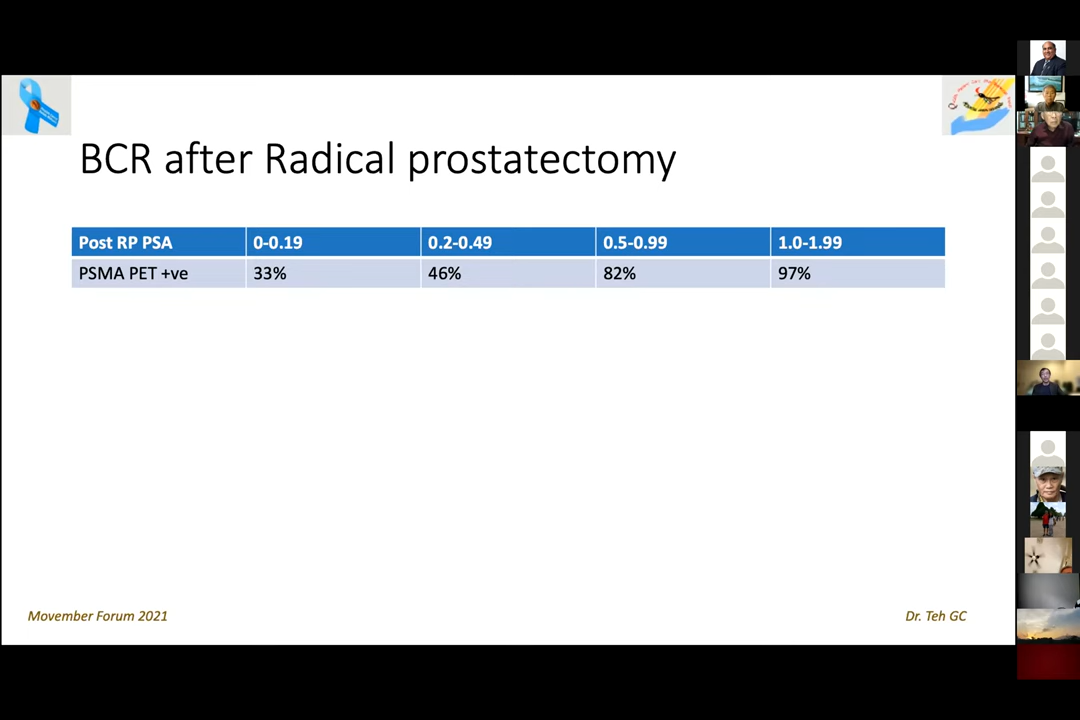 BCR after Radical prostatectomy
Post RP PSA 0-0.19 0.2-0.49 0.5-0.99 1.0-1.99
PSMA PET +ve 33% 46% 82% 97%
Movember Forum 2021 Dr. Teh GC